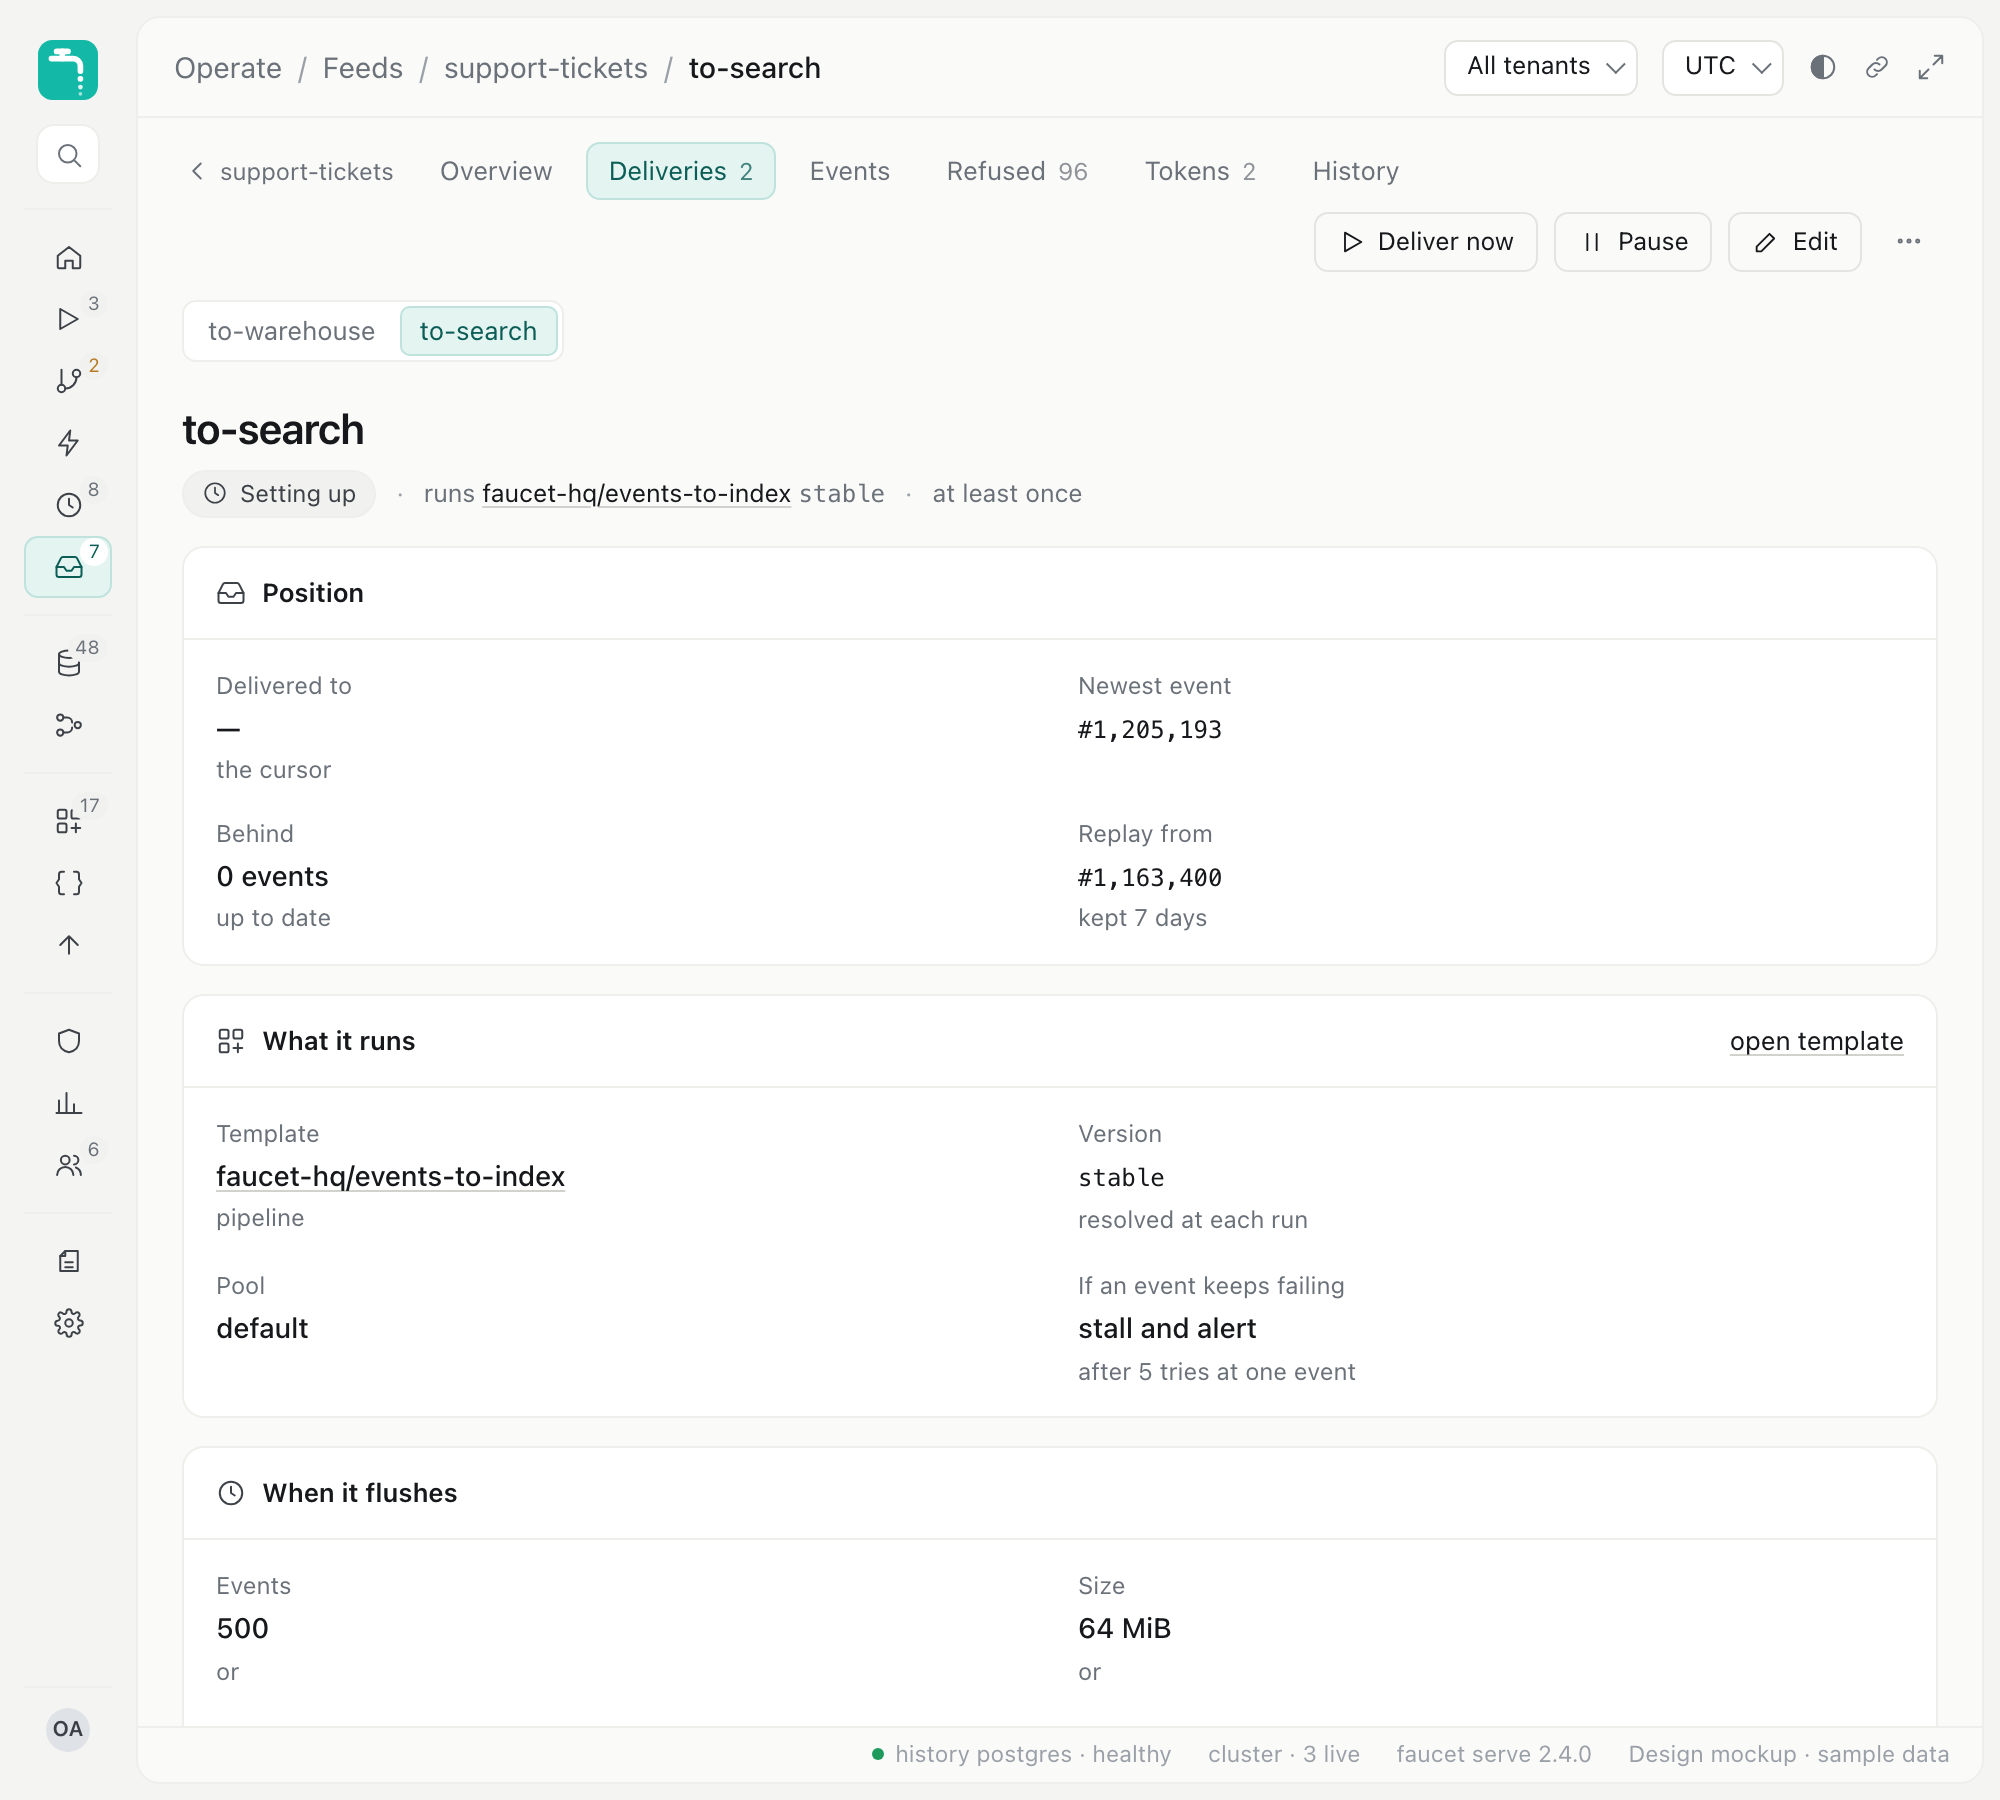 Operate / Feeds / support-tickets / to-search
All tenants
UTC
support-tickets
Overview
Deliveries 2
Events
Refused 96
Tokens 2
History
Deliver now
Pause
Edit
to-warehouse
to-search
3
2
8
7
48
17
6
OA
to-search
Setting up · runs faucet-hq/events-to-index stable · at least once
Position
Delivered to
—
the cursor
Newest event
#1,205,193
Behind
0 events
up to date
Replay from
#1,163,400
kept 7 days
What it runs
open template
Template
faucet-hq/events-to-index
pipeline
Version
stable
resolved at each run
Pool
default
If an event keeps failing
stall and alert
after 5 tries at one event
When it flushes
Events
500
or
Size
64 MiB
or
history postgres · healthy
cluster · 3 live
faucet serve 2.4.0
Design mockup · sample data